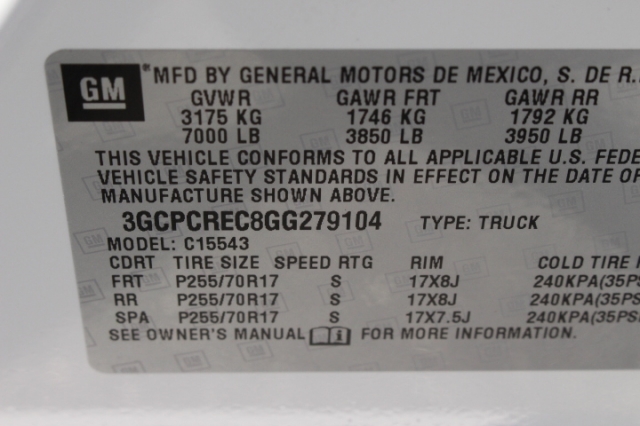 GM ® MFD BY GENERAL MOTORS DE MEXICO, S. DE R.
GVWR GAWR FRT GAWR RR
3175 KG 1746 KG 1792 KG
7000 LB 3850 LB 3950 LB
THIS VEHICLE CONFORMS TO ALL APPLICABLE U.S. FEDE
VEHICLE SAFETY STANDARDS IN EFFECT ON THE DATE OF
MANUFACTURE SHOWN ABOVE.
3GCPCREC8GG279104 TYPE: TRUCK
MODEL: C15543
CDRT TIRE SIZE SPEED RTG RIM COLD TIRE
FRT P255/70R17 S 17X8J 240KPA(35PS
RR P255/70R17 S 17X8J 240KPA(35PS
SPA P255/70R17 S 17X7.5J 240KPA(35PS
SEE OWNER'S MANUAL i FOR MORE INFORMATION.